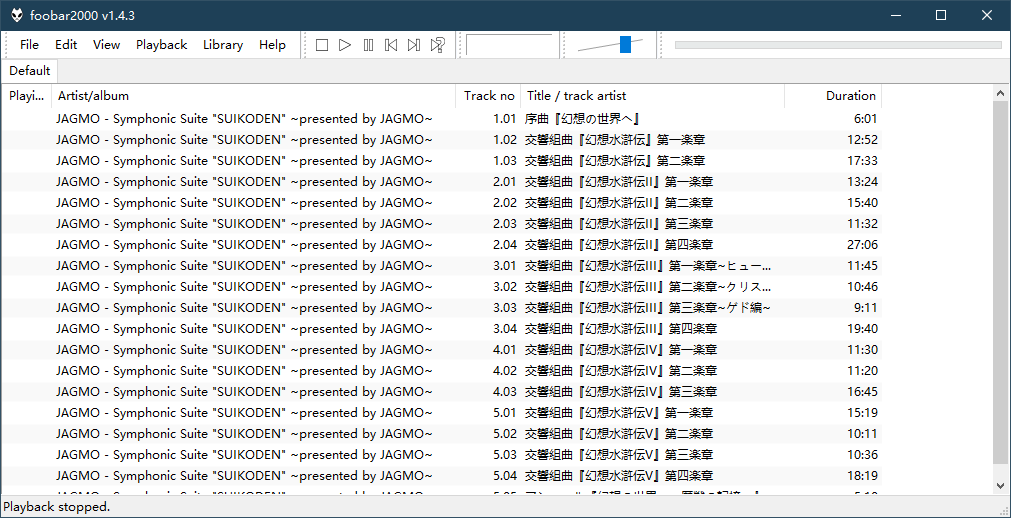 foobar2000 v1.4.3
File Edit View Playback Library Help
Default
Playi... Artist/album Track no Title / track artist Duration
JAGMO - Symphonic Suite "SUIKODEN" ~presented by JAGMO~ 1.01 序曲『幻想の世界へ』 6:01
JAGMO - Symphonic Suite "SUIKODEN" ~presented by JAGMO~ 1.02 交響組曲『幻想水滸伝』第一楽章 12:52
JAGMO - Symphonic Suite "SUIKODEN" ~presented by JAGMO~ 1.03 交響組曲『幻想水滸伝』第二楽章 17:33
JAGMO - Symphonic Suite "SUIKODEN" ~presented by JAGMO~ 2.01 交響組曲『幻想水滸伝II』第一楽章 13:24
JAGMO - Symphonic Suite "SUIKODEN" ~presented by JAGMO~ 2.02 交響組曲『幻想水滸伝II』第二楽章 15:40
JAGMO - Symphonic Suite "SUIKODEN" ~presented by JAGMO~ 2.03 交響組曲『幻想水滸伝II』第三楽章 11:32
JAGMO - Symphonic Suite "SUIKODEN" ~presented by JAGMO~ 2.04 交響組曲『幻想水滸伝II』第四楽章 27:06
JAGMO - Symphonic Suite "SUIKODEN" ~presented by JAGMO~ 3.01 交響組曲『幻想水滸伝III』第一楽章~ヒュー... 11:45
JAGMO - Symphonic Suite "SUIKODEN" ~presented by JAGMO~ 3.02 交響組曲『幻想水滸伝III』第二楽章~クリス... 10:46
JAGMO - Symphonic Suite "SUIKODEN" ~presented by JAGMO~ 3.03 交響組曲『幻想水滸伝III』第三楽章~ゲド編~ 9:11
JAGMO - Symphonic Suite "SUIKODEN" ~presented by JAGMO~ 3.04 交響組曲『幻想水滸伝III』第四楽章 19:40
JAGMO - Symphonic Suite "SUIKODEN" ~presented by JAGMO~ 4.01 交響組曲『幻想水滸伝IV』第一楽章 11:30
JAGMO - Symphonic Suite "SUIKODEN" ~presented by JAGMO~ 4.02 交響組曲『幻想水滸伝IV』第二楽章 11:20
JAGMO - Symphonic Suite "SUIKODEN" ~presented by JAGMO~ 4.03 交響組曲『幻想水滸伝IV』第三楽章 16:45
JAGMO - Symphonic Suite "SUIKODEN" ~presented by JAGMO~ 5.01 交響組曲『幻想水滸伝V』第一楽章 15:19
JAGMO - Symphonic Suite "SUIKODEN" ~presented by JAGMO~ 5.02 交響組曲『幻想水滸伝V』第二楽章 10:11
JAGMO - Symphonic Suite "SUIKODEN" ~presented by JAGMO~ 5.03 交響組曲『幻想水滸伝V』第三楽章 10:36
JAGMO - Symphonic Suite "SUIKODEN" ~presented by JAGMO~ 5.04 交響組曲『幻想水滸伝V』第四楽章 18:19
Playback stopped.